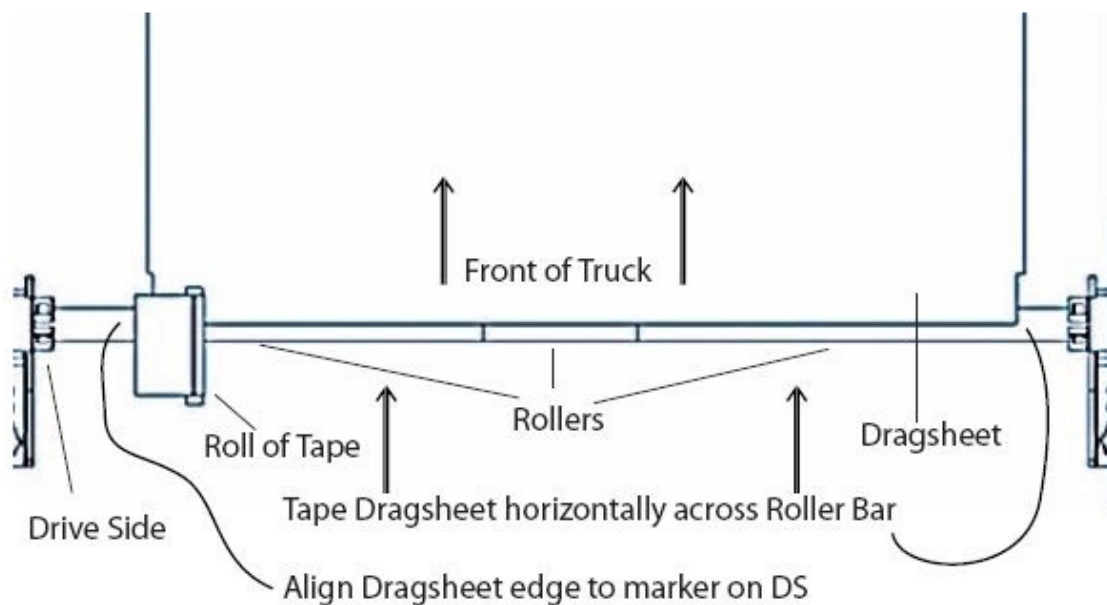 Front of Truck
Rollers
Roll of Tape
Dragsheet
Tape Dragsheet horizontally across Roller Bar
Drive Side
Align Dragsheet edge to marker on DS